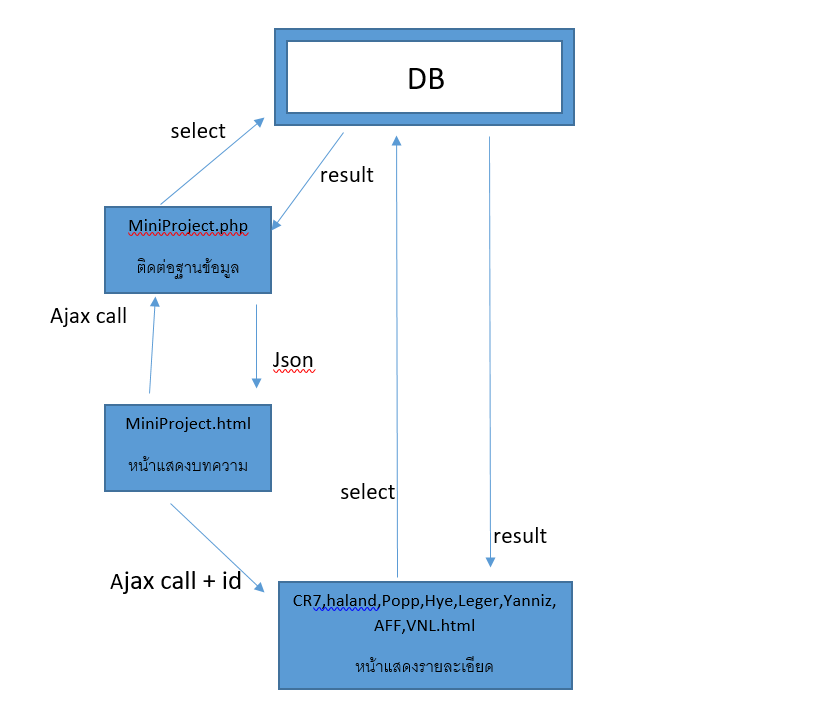 DB
select
result
MiniProject.php
ติดต่อฐานข้อมูล
Ajax call
Json
MiniProject.html
หน้าแสดงบทความ
select
result
Ajax call + id
CR7,haland,Popp,Hye,Leger,Yanniz,
AFF,VNL.html
หน้าแสดงรายละเอียด